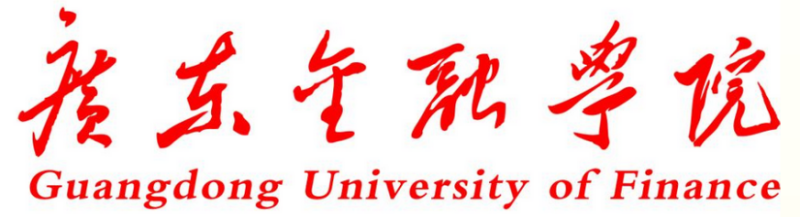 廣东金融學院
Guangdong University of Finance